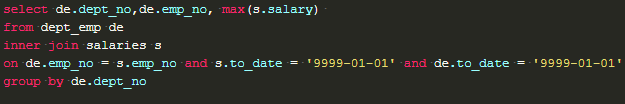 select de.dept_no,de.emp_no, max(s.salary)
from dept_emp de
inner join salaries s
on de.emp_no = s.emp_no and s.to_date = '9999-01-01' and de.to_date = '9999-01-01'
group by de.dept_no